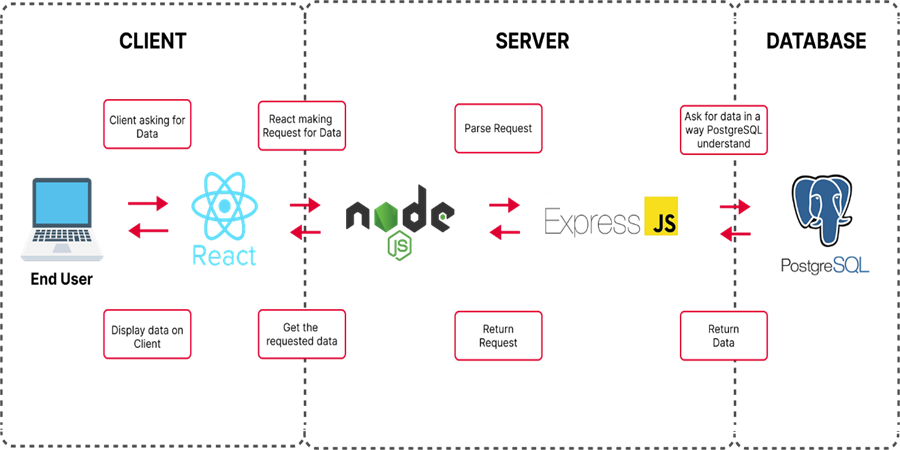 CLIENT
SERVER
DATABASE
Client asking for
Data
React making
Request for Data
Parse Request
Ask for data in a
way PostgreSQL
understand
node
JS
Express
JS
React
PostgreSQL
End User
Display data on
Client
Get the
requested data
Return
Request
Return
Data